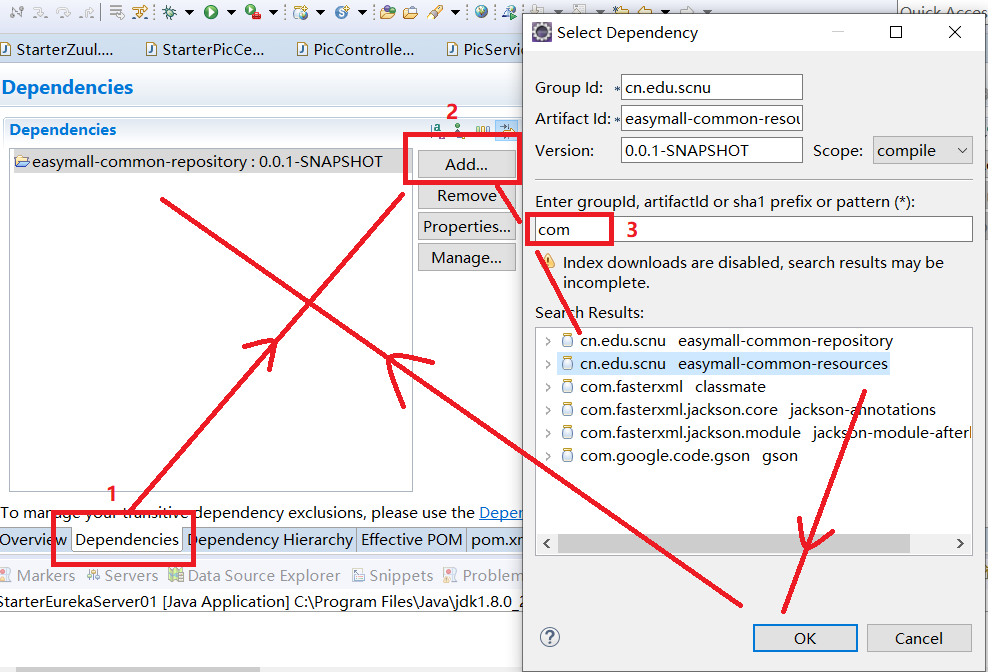 Quick Access
StarterZuul....
StarterPicCe...
PicControlle...
PicServi
Dependencies
Dependencies
2
easymall-common-repository : 0.0.1-SNAPSHOT
Add...
Remove
Properties...
Manage...
1
To manage your transitive dependency exclusions, please use the Depen
Overview
Dependencies
Dependency Hierarchy
Effective POM
pom.xm
Markers
Servers
Data Source Explorer
Snippets
Problem
StarterEurekaServer01 [Java Application] C:\Program Files\Java\jdk1.8.0_2
Select Dependency
Group Id: * cn.edu.scnu
Artifact Id: * easymall-common-resou
Version: 0.0.1-SNAPSHOT Scope: compile
Enter groupId, artifactId or sha1 prefix or pattern (*):
com
3
Index downloads are disabled, search results may be
incomplete.
Search Results:
cn.edu.scnu easymall-common-repository
cn.edu.scnu easymall-common-resources
com.fasterxml classmate
com.fasterxml.jackson.core jackson-annotations
com.fasterxml.jackson.module jackson-module-afterl
com.google.code.gson gson
OK
Cancel